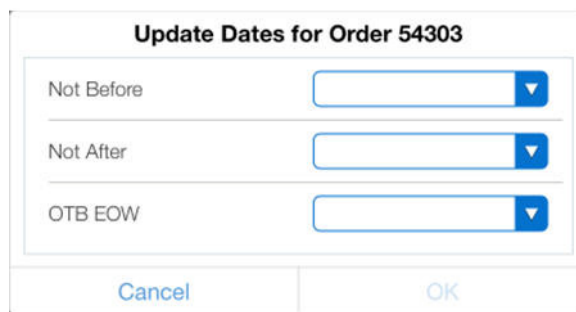 Update Dates for Order 54303
Not Before
Not After
OTB EOW
Cancel OK